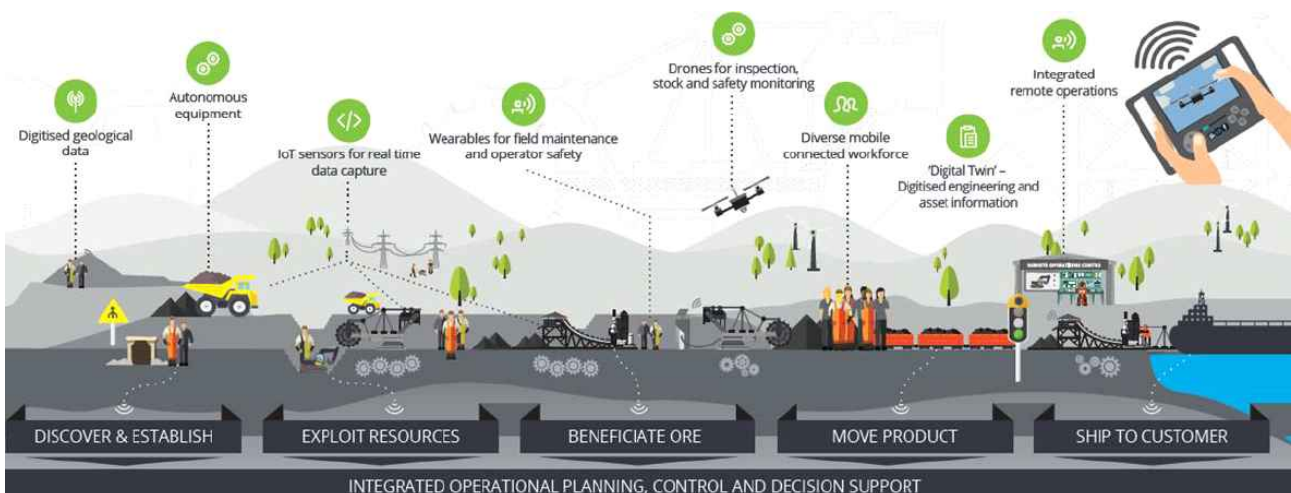 Digitised geological
data
Autonomous
equipment
IoT sensors for real time
data capture
Wearables for field maintenance
and operator safety
Drones for inspection,
stock and safety monitoring
Diverse mobile
connected workforce
'Digital Twin' –
Digitised engineering and
asset information
Integrated
remote operations
REMOTE OPERATIONS CENTRE
DISCOVER & ESTABLISH
EXPLOIT RESOURCES
BENEFICIATE ORE
MOVE PRODUCT
SHIP TO CUSTOMER
INTEGRATED OPERATIONAL PLANNING, CONTROL AND DECISION SUPPORT